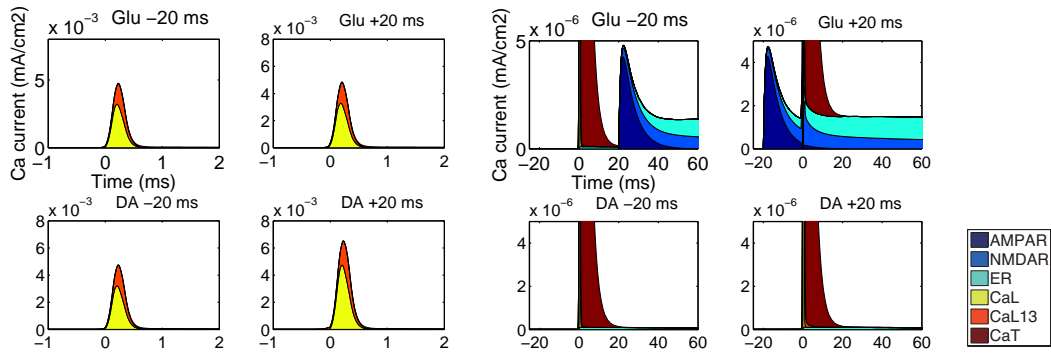 Glu −20 ms
Glu +20 ms
Glu −20 ms
Glu +20 ms
x 10 −3
x 10 −3
x 10 −6
x 10 −6
Ca current (mA/cm2)
5
0
−1 0 1 2
8
6
4
2
0
−1 0 1 2
Time (ms)
Ca current (mA/cm2)
5
0
−20 0 20 40 60
4
2
0
−20 0 20 40 60
Time (ms)
DA −20 ms
DA +20 ms
DA −20 ms
DA +20 ms
x 10 −3
x 10 −3
x 10 −6
x 10 −6
8
6
4
2
0
−1 0 1 2
8
6
4
2
0
−1 0 1 2
4
2
0
−20 0 20 40 60
4
2
0
−20 0 20 40 60
AMPAR
NMDAR
ER
CaL
CaL13
CaT